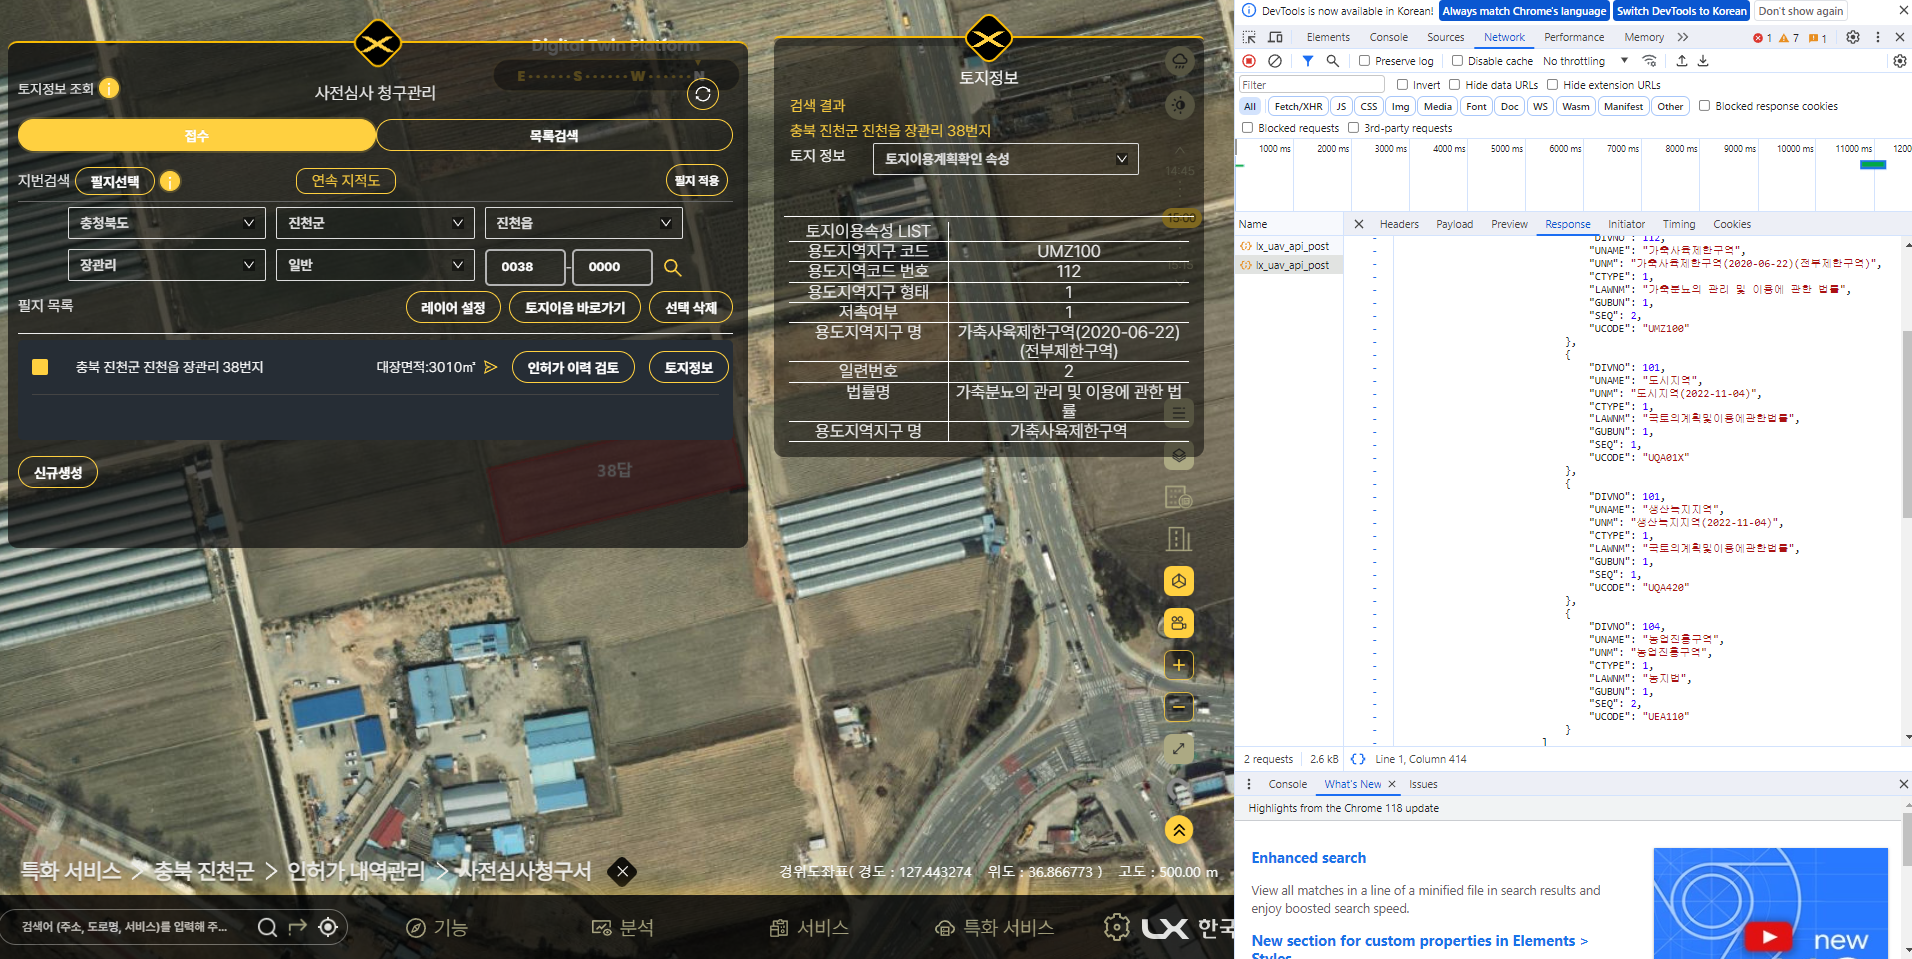 Digital Twin Platform
E······S······W······N
토지정보 조회
사전심사 청구관리
접수
목록검색
지번검색
필지선택
연속 지적도
필지 적용
충청북도
진천군
진천읍
장관리
일반
0038
-
0000
필지 목록
레이어 설정
토지이음 바로가기
선택 삭제
충북 진천군 진천읍 장관리 38번지
대장면적:3010㎡
인허가 이력 검토
토지정보
신규생성
38답
토지정보
검색 결과
충북 진천군 진천읍 장관리 38번지
토지 정보
토지이용계획확인 속성
14:45
15:00
15:15
토지이용속성 LIST
용도지역지구 코드 UMZ100
용도지역코드 번호 112
용도지역지구 형태 1
저촉여부 1
용도지역지구 명 가축사육제한구역(2020-06-22)
(전부제한구역)
일련번호 2
법률명 가축분뇨의 관리 및 이용에 관한 법
률
용도지역지구 명 가축사육제한구역
특화 서비스 > 충북 진천군 > 인허가 내역관리 > 사전심사청구서
경위도좌표( 경도 : 127.443274 위도 : 36.866773 ) 고도 : 500.00 m
검색어 (주소, 도로명, 서비스)를 입력해 주...
기능
분석
서비스
특화 서비스
LX 한국
DevTools is now available in Korean!
Always match Chrome's language
Switch DevTools to Korean
Don't show again
Elements
Console
Sources
Network
Performance
Memory
1
7
1
Preserve log
Disable cache
No throttling
Filter
Invert
Hide data URLs
Hide extension URLs
All
Fetch/XHR
JS
CSS
Img
Media
Font
Doc
WS
Wasm
Manifest
Other
Blocked response cookies
Blocked requests
3rd-party requests
1000 ms
2000 ms
3000 ms
4000 ms
5000 ms
6000 ms
7000 ms
8000 ms
9000 ms
10000 ms
11000 ms
1200
Name
Headers
Payload
Preview
Response
Initiator
Timing
Cookies
lx_uav_api_post
lx_uav_api_post
"DIVNO": 112,
"UNAME": "가축사육제한구역",
"UNM": "가축사육제한구역(2020-06-22)(전부제한구역)",
"CTYPE": 1,
"LAWNM": "가축분뇨의 관리 및 이용에 관한 법률",
"GUBUN": 1,
"SEQ": 2,
"UCODE": "UMZ100"
},
{
"DIVNO": 101,
"UNAME": "도시지역",
"UNM": "도시지역(2022-11-04)",
"CTYPE": 1,
"LAWNM": "국토의계획및이용에관한법률",
"GUBUN": 1,
"SEQ": 1,
"UCODE": "UQA01X"
},
{
"DIVNO": 101,
"UNAME": "생산녹지지역",
"UNM": "생산녹지지역(2022-11-04)",
"CTYPE": 1,
"LAWNM": "국토의계획및이용에관한법률",
"GUBUN": 1,
"SEQ": 1,
"UCODE": "UQA420"
},
{
"DIVNO": 104,
"UNAME": "농업진흥구역",
"UNM": "농업진흥구역",
"CTYPE": 1,
"LAWNM": "농지법",
"GUBUN": 1,
"SEQ": 2,
"UCODE": "UEA110"
}
]
2 requests
2.6 kB
{}
Line 1, Column 414
Console
What's New
Issues
Highlights from the Chrome 118 update
Enhanced search
View all matches in a line of a minified file in search results and
enjoy boosted search speed.
New section for custom properties in Elements >
Styles
new